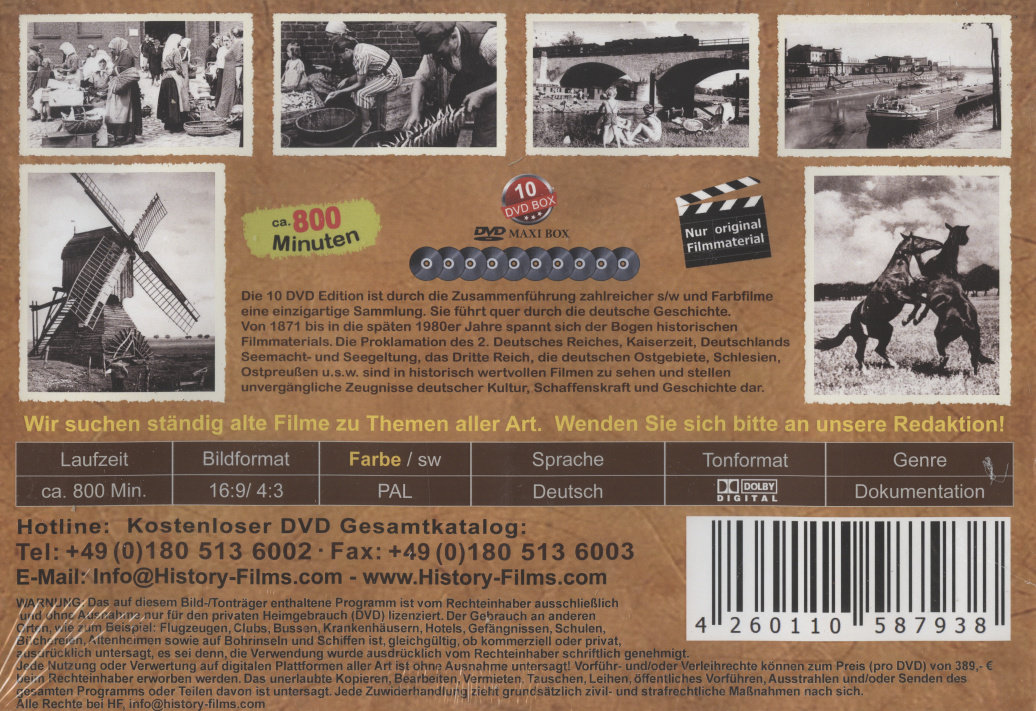 ca. 800
Minuten
10
DVD BOX
DVD MAXI BOX
Nur original
Filmmaterial
Die 10 DVD Edition ist durch die Zusammenführung zahlreicher s/w und Farbfilme
eine einzigartige Sammlung. Sie führt quer durch die deutsche Geschichte.
Von 1871 bis in die späten 1980er Jahre spannt sich der Bogen historischen
Filmmaterials. Die Proklamation des 2. Deutsches Reiches, Kaiserzeit, Deutschlands
Seemacht- und Seegeltung, das Dritte Reich, die deutschen Ostgebiete, Schlesien,
Ostpreußen u.s.w. sind in historisch wertvollen Filmen zu sehen und stellen
unvergängliche Zeugnisse deutscher Kultur, Schaffenskraft und Geschichte dar.
Wir suchen ständig alte Filme zu Themen aller Art. Wenden Sie sich bitte an unsere Redaktion!
Laufzeit Bildformat Farbe / sw Sprache Tonformat Genre
ca. 800 Min. 16:9/ 4:3 PAL Deutsch DOLBY DIGITAL Dokumentation
Hotline: Kostenloser DVD Gesamtkatalog:
Tel: +49 (0)180 513 6002 · Fax: +49 (0)180 513 6003
E-Mail: Info@History-Films.com - www.History-Films.com
WARNUNG: Das auf diesem Bild-/Tonträger enthaltene Programm ist vom Rechteinhaber ausschließlich
und ohne Ausnahme nur für den privaten Heimgebrauch (DVD) lizenziert. Der Gebrauch an anderen
Orten, wie zum Beispiel: Flugzeugen, Clubs, Bussen, Krankenhäusern, Hotels, Gefängnissen, Schulen,
Büchereien, Altenheimen sowie auf Bohrinseln und Schiffen ist, gleichgültig, ob kommerziell oder privat,
ausdrücklich untersagt, es sei denn, die Verwendung wurde ausdrücklich vom Rechteinhaber schriftlich genehmigt.
Jede Nutzung oder Verwertung auf digitalen Plattformen aller Art ist ohne Ausnahme untersagt! Vorführ- und/oder Verleihrechte können zum Preis (pro DVD) von 389,- €
beim Rechteinhaber erworben werden. Das unerlaubte Kopieren, Bearbeiten, Vermieten, Tauschen, Leihen, öffentliches Vorführen, Ausstrahlen und/oder Senden des
gesamten Programms oder Teilen davon ist untersagt. Jede Zuwiderhandlung zieht grundsätzlich zivil- und strafrechtliche Maßnahmen nach sich.
Alle Rechte bei HF, info@history-films.com
4 260110 587938